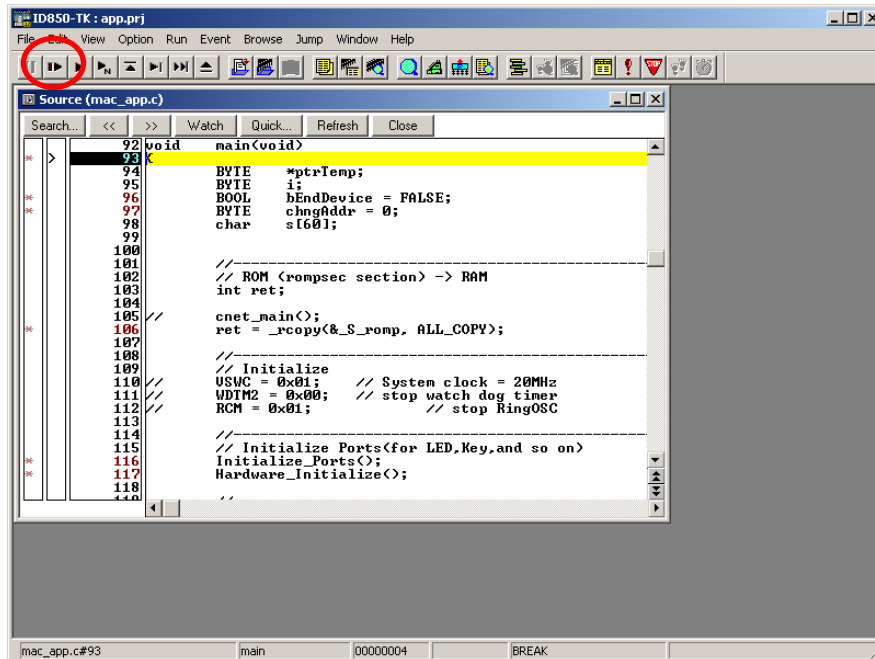 ID850-TK : app.prj
File Edit View Option Run Event Browse Jump Window Help
Source (mac_app.c)
Search... << >> Watch Quick... Refresh Close
92 void main(void)
* > 93 {
94 BYTE *ptrTemp;
95 BYTE i;
* 96 BOOL bEndDevice = FALSE;
* 97 BYTE chngAddr = 0;
98 char s[60];
99
100
101 //------------------------------------------------------------
102 // ROM (rompsec section) -> RAM
103 int ret;
104
105 // cnet_main();
* 106 ret = _rcopy(&_S_romp, ALL_COPY);
107
108 //------------------------------------------------------------
109 // Initialize
110 // VSWC = 0x01; // System clock = 20MHz
111 // WDTM2 = 0x00; // stop watch dog timer
112 // RCM = 0x01; // stop RingOSC
113
114 //------------------------------------------------------------
115 // Initialize Ports(for LED,Key,and so on)
* 116 Initialize_Ports();
* 117 Hardware_Initialize();
118
mac_app.c#93 main 00000004 BREAK